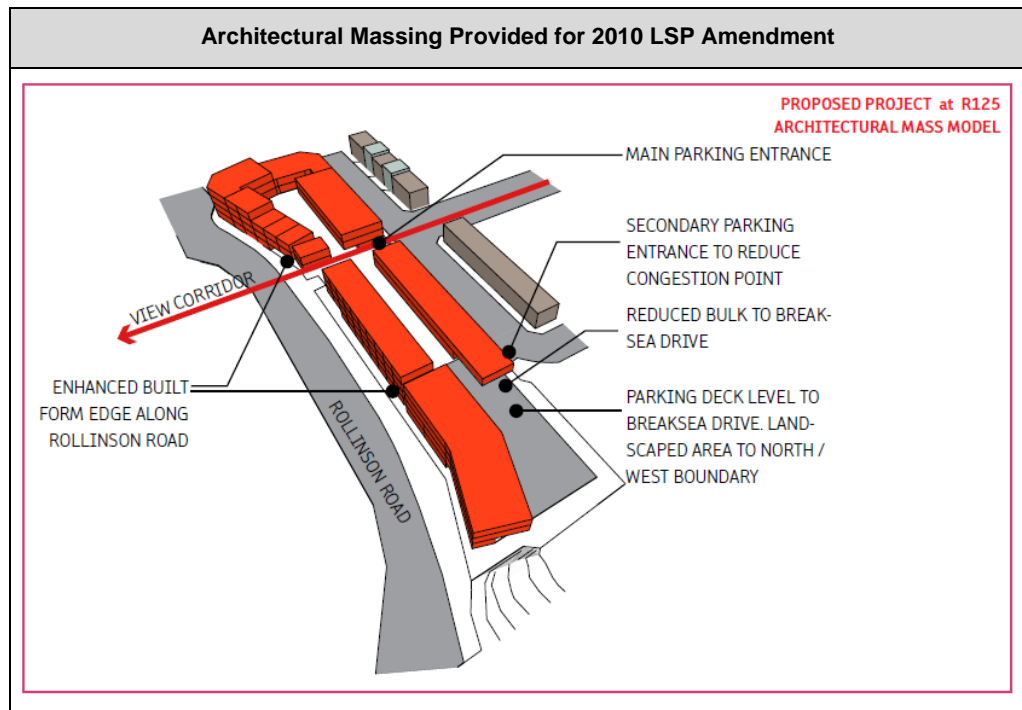 Architectural Massing Provided for 2010 LSP Amendment
PROPOSED PROJECT at R125
ARCHITECTURAL MASS MODEL
MAIN PARKING ENTRANCE
SECONDARY PARKING
ENTRANCE TO REDUCE
CONGESTION POINT
REDUCED BULK TO BREAK-
SEA DRIVE
PARKING DECK LEVEL TO
BREAKSEA DRIVE. LAND-
SCAPED AREA TO NORTH /
WEST BOUNDARY
VIEW CORRIDOR
ENHANCED BUILT
FORM EDGE ALONG
ROLLINSON ROAD
ROLLINSON ROAD